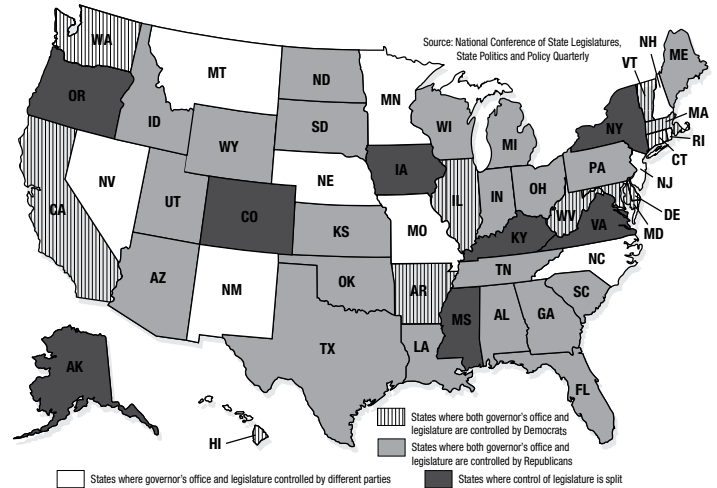 Source: National Conference of State Legislatures,
State Politics and Policy Quarterly
WA
OR
CA
NV
ID
MT
WY
UT
AZ
CO
NM
ND
SD
NE
KS
OK
TX
MN
IA
MO
AR
LA
WI
IL
MI
IN
OH
KY
TN
MS
AL
GA
FL
SC
NC
VA
WV
PA
NY
VT
NH
ME
MA
RI
CT
NJ
DE
MD
AK
HI
States where both governor's office and
legislature are controlled by Democrats
States where both governor's office and
legislature are controlled by Republicans
States where governor's office and legislature controlled by different parties
States where control of legislature is split